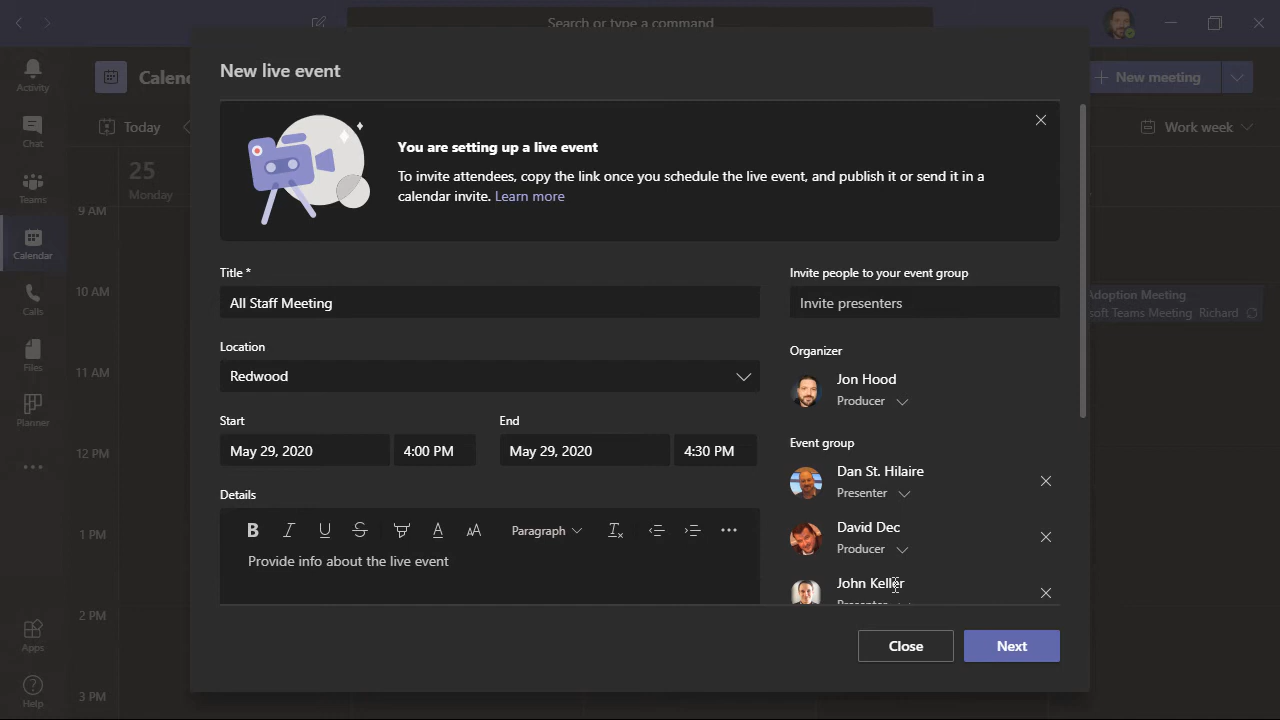 Search or type a command
Activity
Chat
Teams
Calendar
Calls
Files
Planner
Apps
Help
Calend
New meeting
Today
Work week
25
Monday
9 AM
10 AM
11 AM
12 PM
1 PM
2 PM
3 PM
Adoption Meeting
soft Teams Meeting Richard
New live event
You are setting up a live event
To invite attendees, copy the link once you schedule the live event, and publish it or send it in a
calendar invite. Learn more
Title *
All Staff Meeting
Location
Redwood
Start
End
May 29, 2020 4:00 PM May 29, 2020 4:30 PM
Details
B I U S A AA Paragraph
Provide info about the live event
Invite people to your event group
Invite presenters
Organizer
Jon Hood
Producer
Event group
Dan St. Hilaire
Presenter
David Dec
Producer
John Keller
Presenter
Close
Next